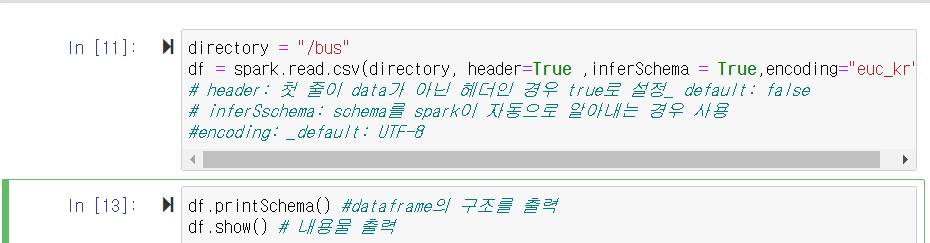 In [11]:
directory = "/bus"
df = spark.read.csv(directory, header=True ,inferSchema = True,encoding="euc_kr"
# header: 첫 줄이 data가 아닌 헤더인 경우 true로 설정_ default: false
# inferSschema: schema를 spark이 자동으로 알아내는 경우 사용
#encoding: _default: UTF-8
In [13]:
df.printSchema() #dataframe의 구조를 출력
df.show() # 내용물 출력